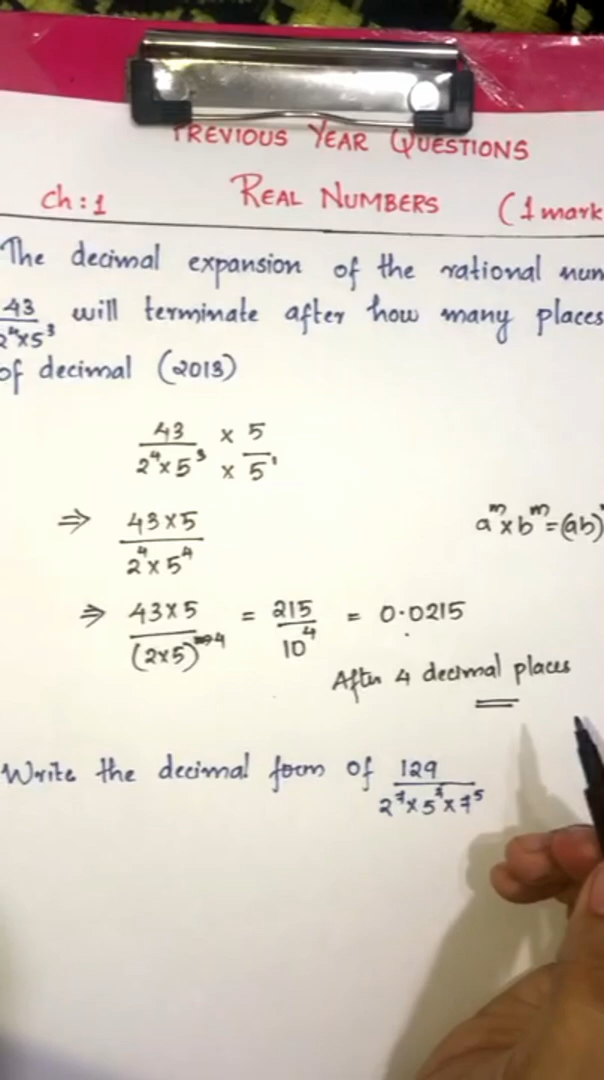 PREVIOUS YEAR QUESTIONS
Ch : 1 REAL NUMBERS (1 mark
The decimal expansion of the rational num
43/2⁴×5³ will terminate after how many places
of decimal (2013)
43/2⁴×5³ × 5/5¹
⇒ 43×5/2⁴×5⁴
aᵐ×bᵐ=(ab)
⇒ 43×5/(2×5)⁴ = 215/10⁴ = 0.0215
After 4 decimal places
Write the decimal form of 129/2⁷×5²×7⁵